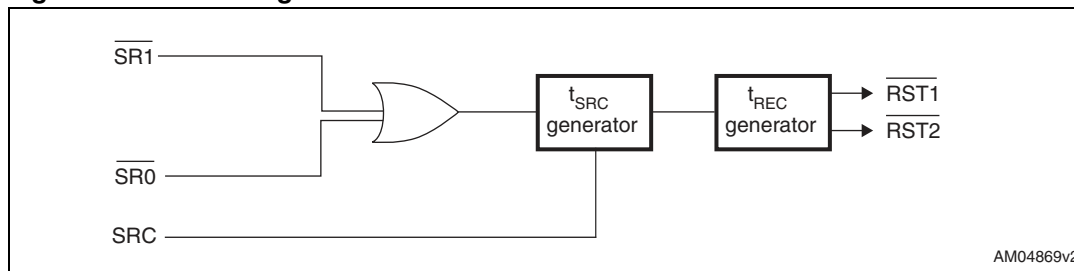 SR1
SR0
SRC
tSRC
generator
tREC
generator
RST1
RST2
AM04869v2